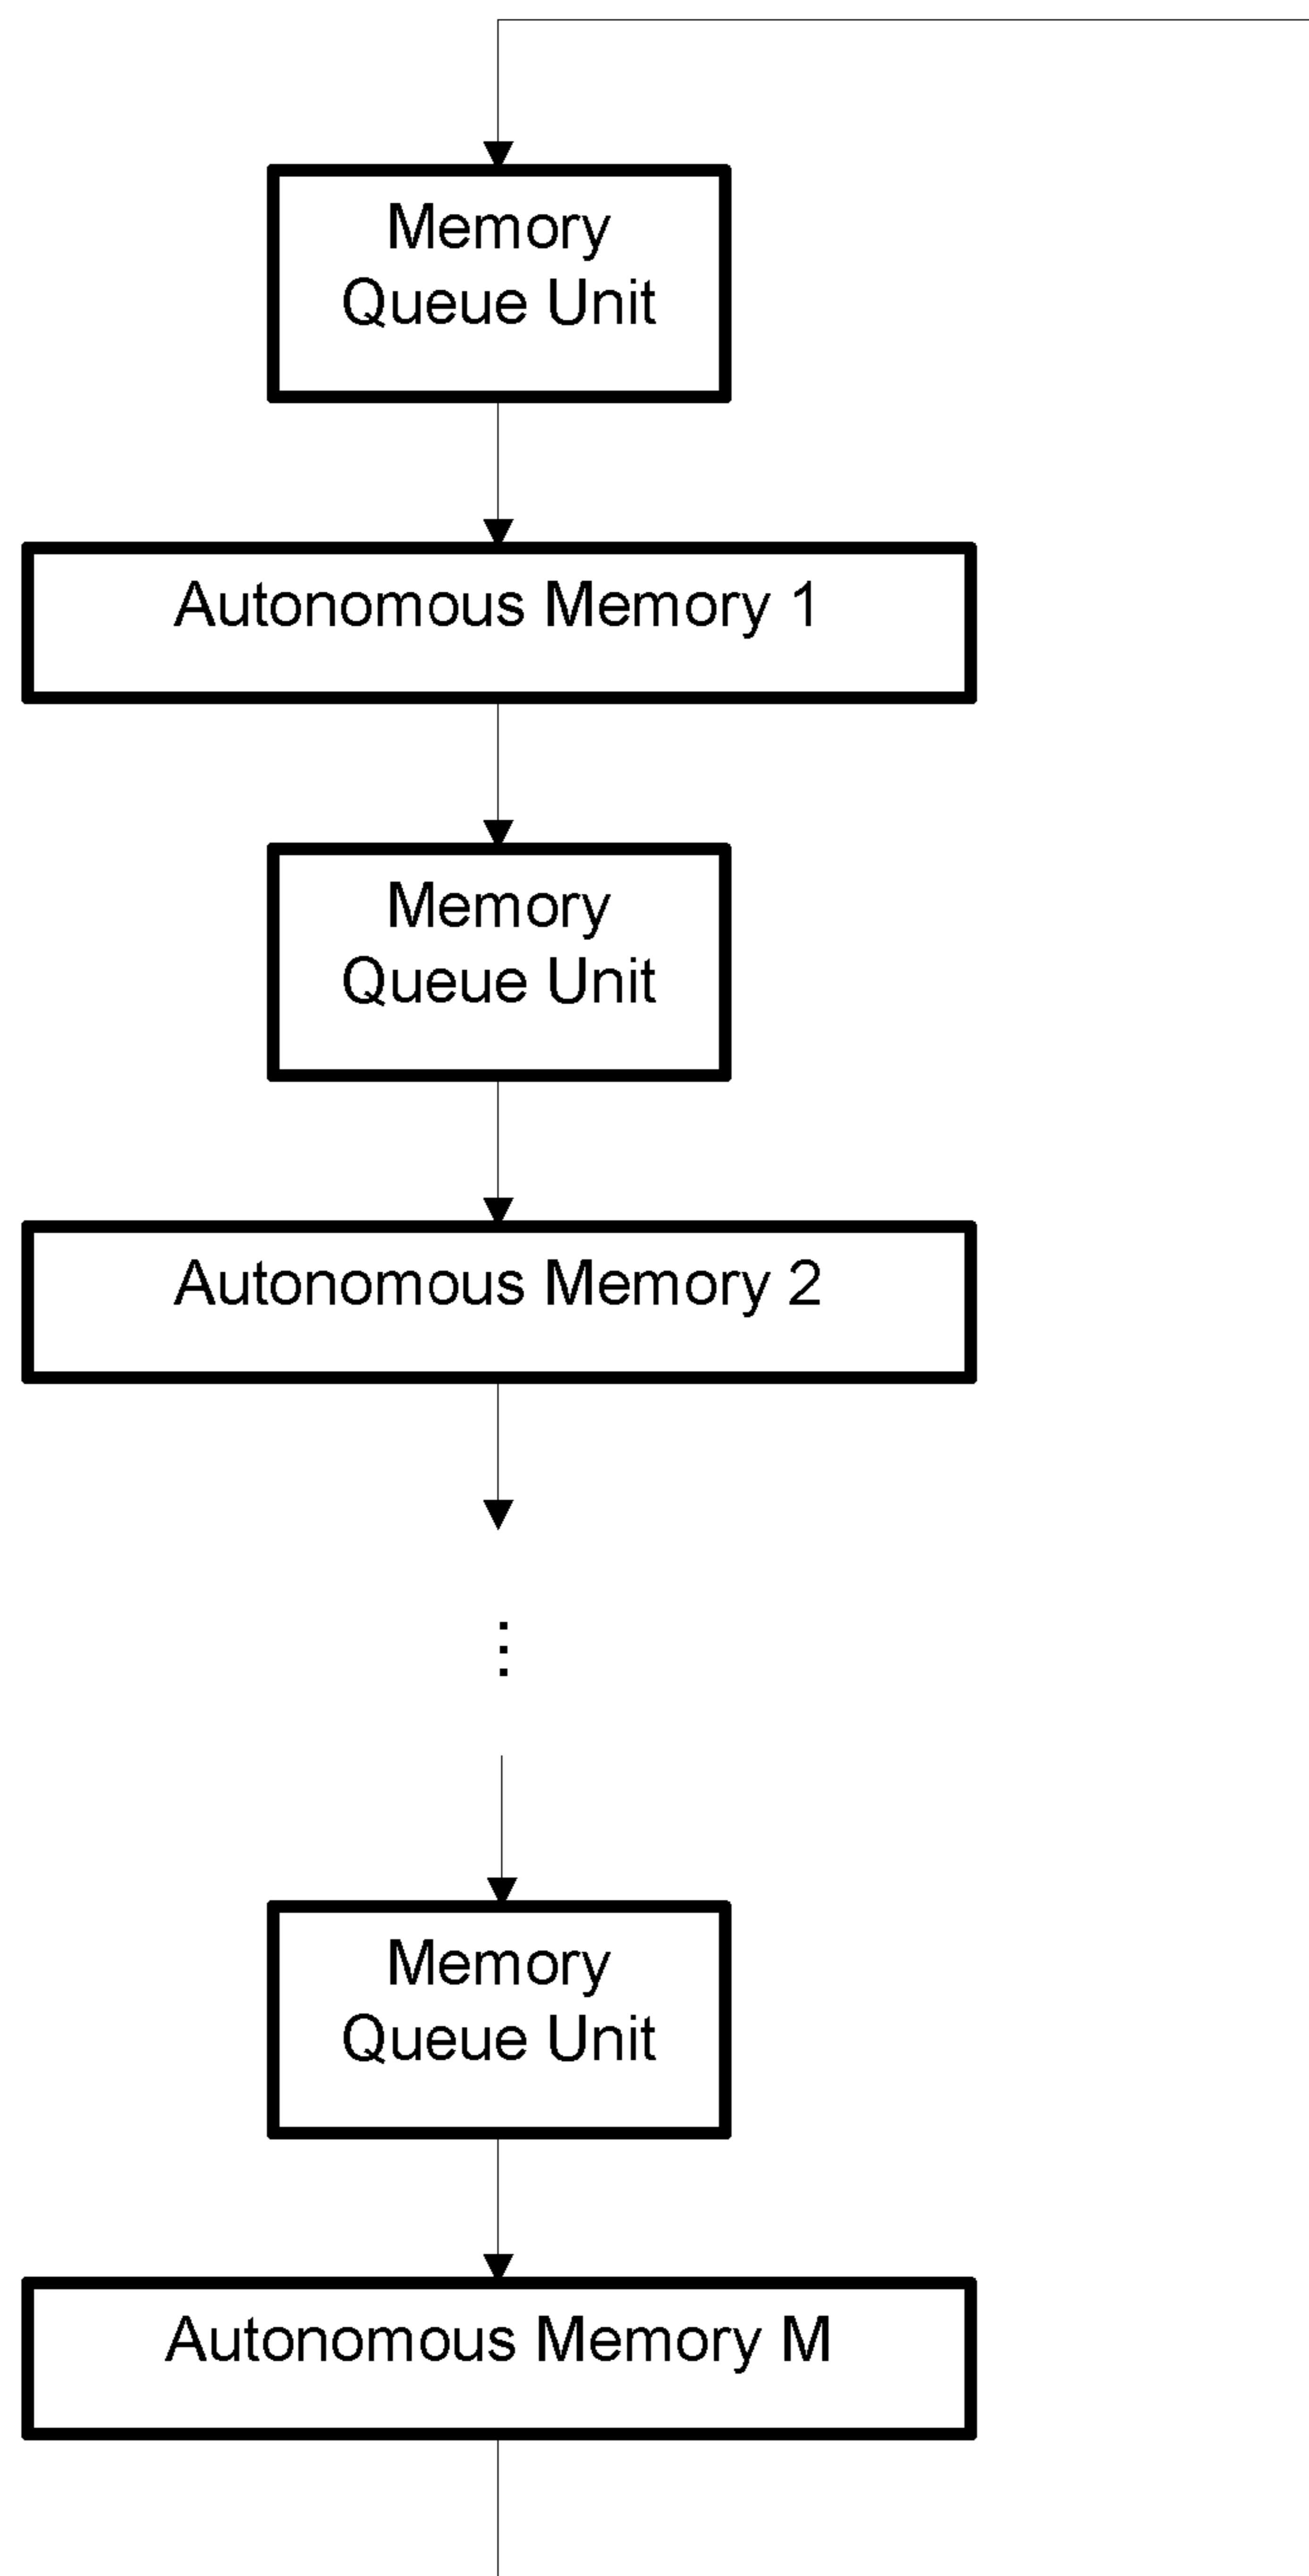 Memory
Queue Unit
Autonomous Memory 1
Memory
Queue Unit
Autonomous Memory 2
⋮
Memory
Queue Unit
Autonomous Memory M